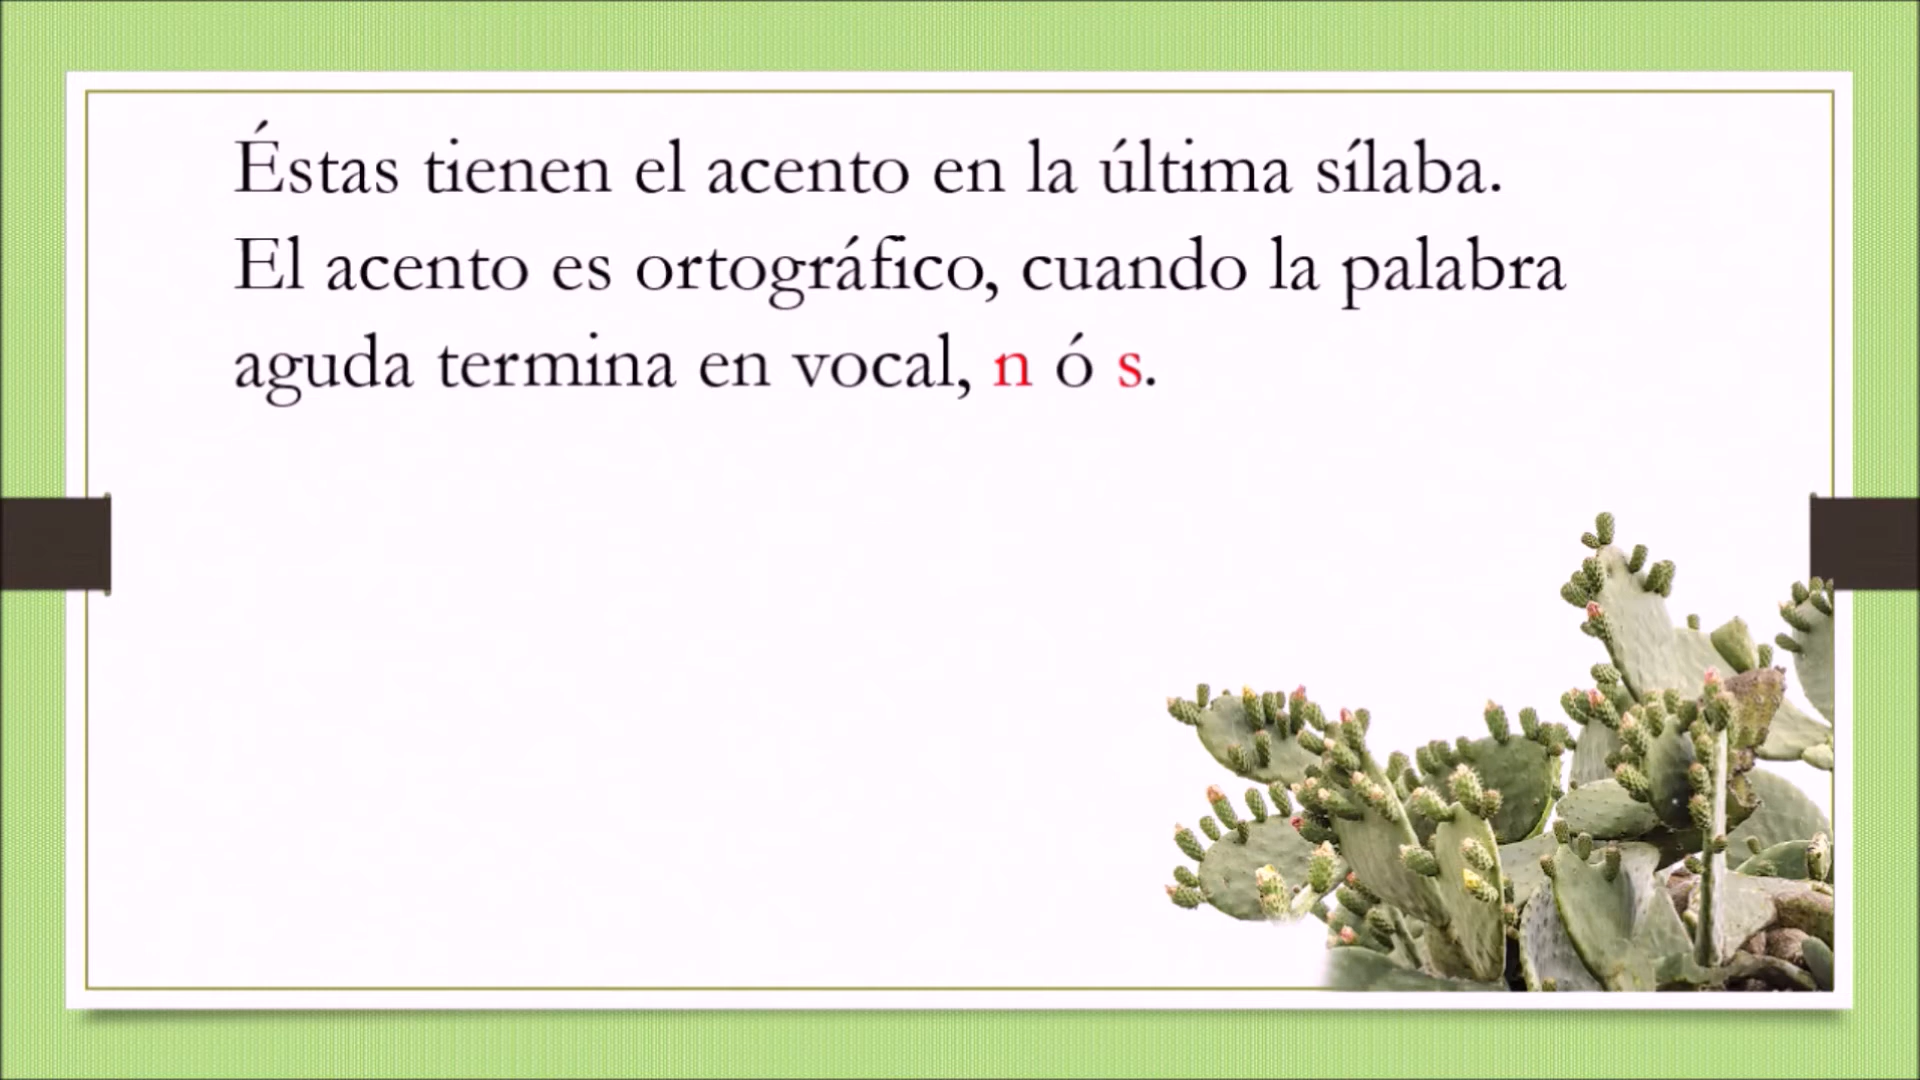 Éstas tienen el acento en la última sílaba.
El acento es ortográfico, cuando la palabra
aguda termina en vocal, n ó s.